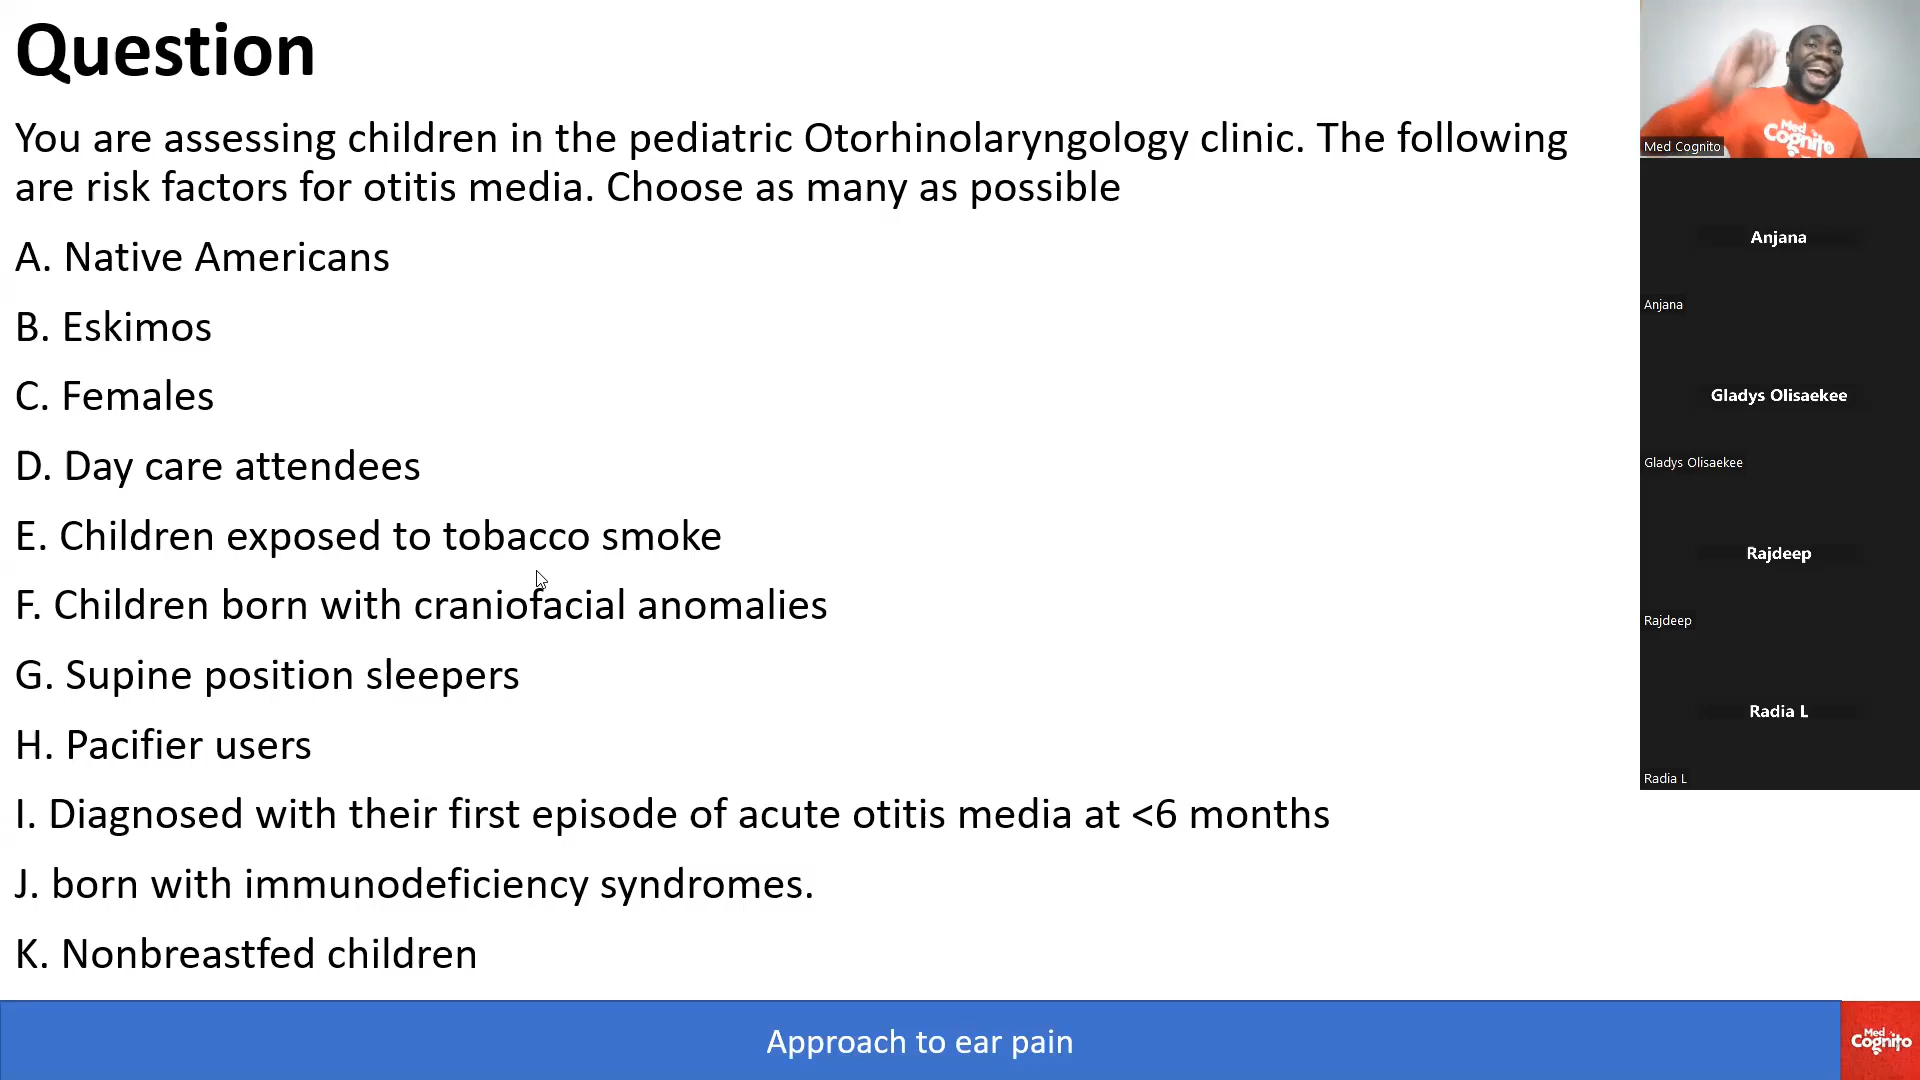 Question
You are assessing children in the pediatric Otorhinolaryngology clinic. The following
are risk factors for otitis media. Choose as many as possible
A. Native Americans
B. Eskimos
C. Females
D. Day care attendees
E. Children exposed to tobacco smoke
F. Children born with craniofacial anomalies
G. Supine position sleepers
H. Pacifier users
I. Diagnosed with their first episode of acute otitis media at <6 months
J. born with immunodeficiency syndromes.
K. Nonbreastfed children
Approach to ear pain
Med
Cognito
Med
Cognito
Med Cognito
Anjana
Anjana
Gladys Olisaekee
Gladys Olisaekee
Rajdeep
Rajdeep
Radia L
Radia L